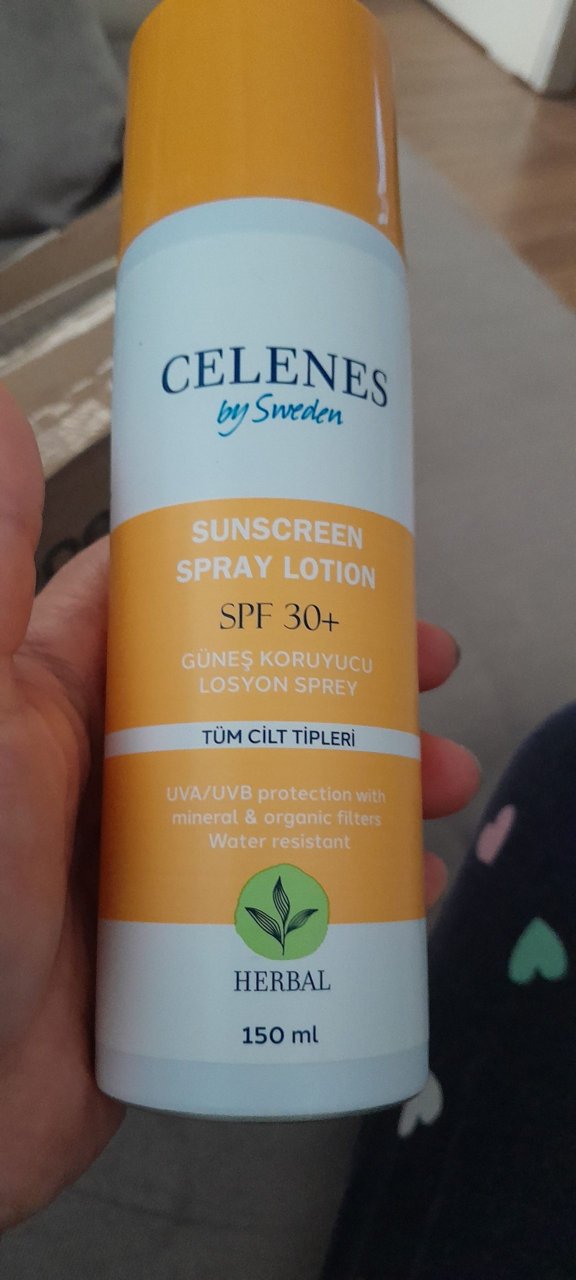 CELENES
by Sweden
SUNSCREEN
SPRAY LOTION
SPF 30+
GÜNEŞ KORUYUCU
LOSYON SPREY
TÜM CİLT TİPLERİ
UVA/UVB protection with
mineral & organic filters
Water resistant
HERBAL
150 ml